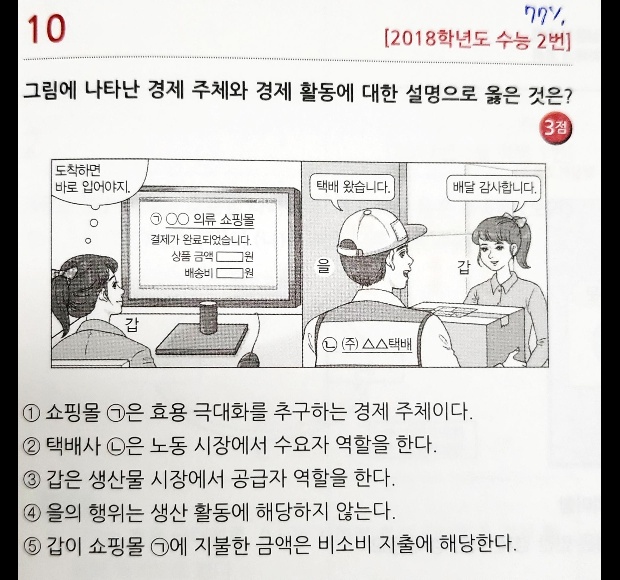 10
77%
[2018학년도 수능 2번]
그림에 나타난 경제 주체와 경제 활동에 대한 설명으로 옳은 것은?
3점
도착하면
바로 입어야지.
㉠ ○○ 의류 쇼핑몰
결제가 완료되었습니다.
상품 금액 원
배송비 원
갑
택배 왔습니다.
배달 감사합니다.
을
갑
㉡ (주) △△택배
① 쇼핑몰 ㉠은 효용 극대화를 추구하는 경제 주체이다.
② 택배사 ㉡은 노동 시장에서 수요자 역할을 한다.
③ 갑은 생산물 시장에서 공급자 역할을 한다.
④ 을의 행위는 생산 활동에 해당하지 않는다.
⑤ 갑이 쇼핑몰 ㉠에 지불한 금액은 비소비 지출에 해당한다.